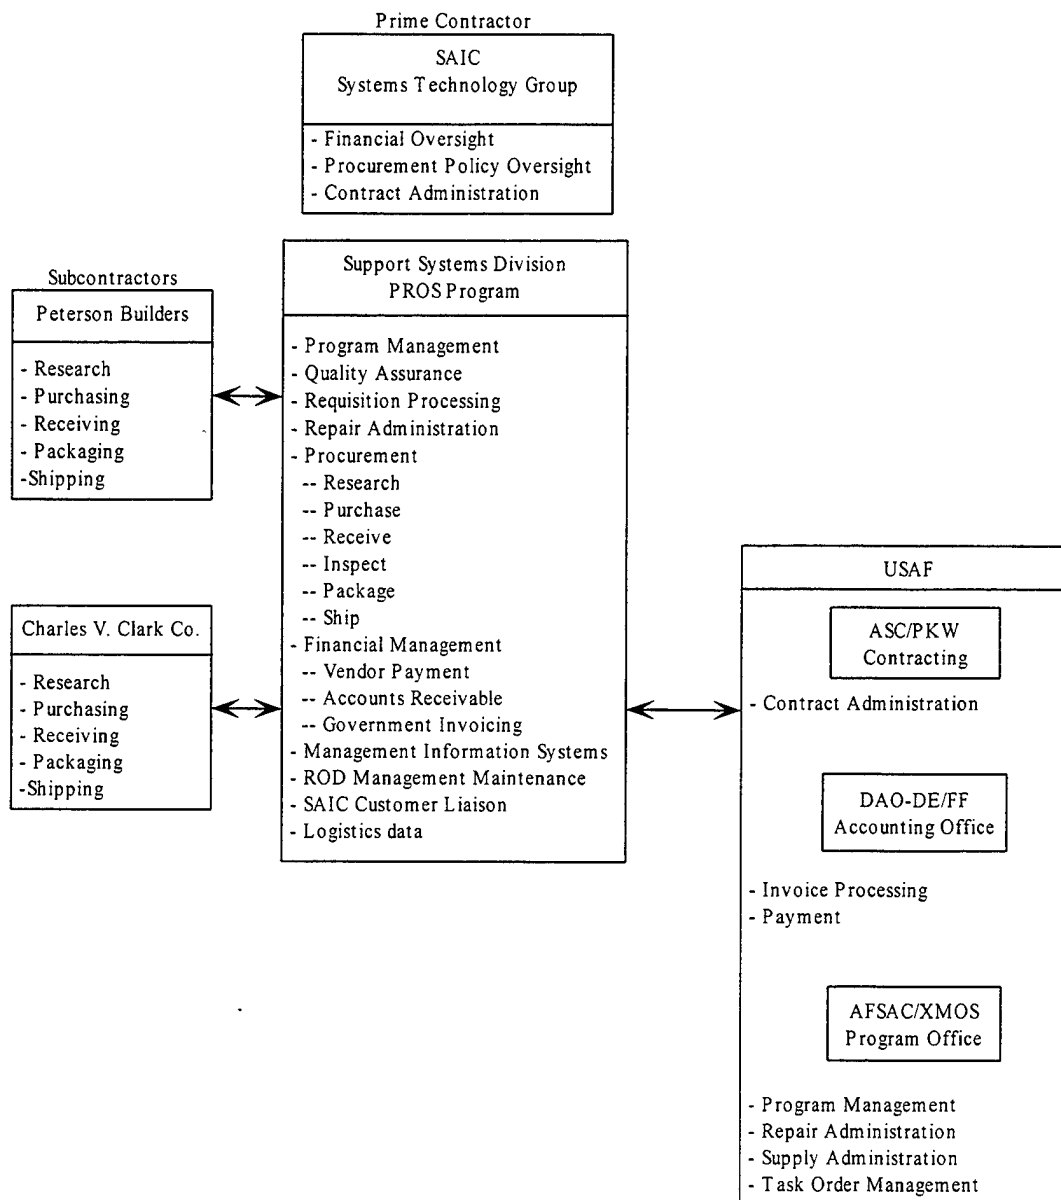 Prime Contractor
SAIC
Systems Technology Group
- Financial Oversight
- Procurement Policy Oversight
- Contract Administration
Subcontractors
Peterson Builders
- Research
- Purchasing
- Receiving
- Packaging
-Shipping
Charles V. Clark Co.
- Research
- Purchasing
- Receiving
- Packaging
-Shipping
Support Systems Division
PROS Program
- Program Management
- Quality Assurance
- Requisition Processing
- Repair Administration
- Procurement
-- Research
-- Purchase
-- Receive
-- Inspect
-- Package
-- Ship
- Financial Management
-- Vendor Payment
-- Accounts Receivable
-- Government Invoicing
- Management Information Systems
- ROD Management Maintenance
- SAIC Customer Liaison
- Logistics data
USAF
ASC/PKW
Contracting
- Contract Administration
DAO-DE/FF
Accounting Office
- Invoice Processing
- Payment
AFSAC/XMOS
Program Office
- Program Management
- Repair Administration
- Supply Administration
- Task Order Management